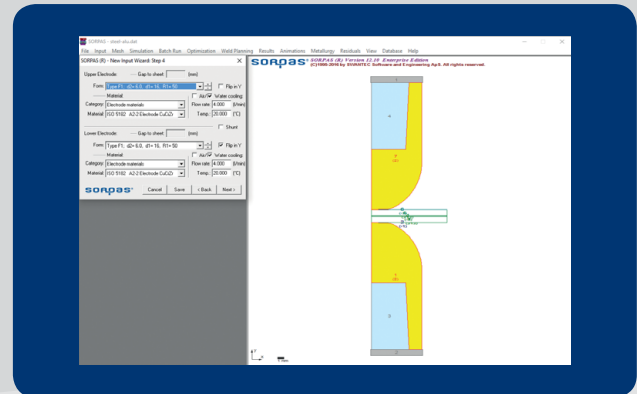 SORPAS - sheet-alu.dat
File Input Mesh Simulation Batch Run Optimisation Weld Planning Results Animations Metallurgy Residuals View Database Help
SORPAS (R) - New Input Wizard: Step 4
SORPAS SORPAS (R) Version 12.10 Enterprise Edition
(C)1998-2016 by SWANTEC Software and Engineering ApS. All rights reserved.
Upper Electrode: Gap to sheet (mm)
Form: Type F1, d2= 6.0, d1= 16, R1= 50 Flip in Y
Material: Air/ Water cooling:
Category: Electrode materials Flow rate: 4.000 (l/min)
Material: ISO 5182 A2-2 Electrode CuCrZr Temp.: 20.000 (°C)
Shunt
Lower Electrode: Gap to sheet (mm)
Form: Type F1, d2= 6.0, d1= 16, R1= 50 Flip in Y
Material: Air/ Water cooling:
Category: Electrode materials Flow rate: 4.000 (l/min)
Material: ISO 5182 A2-2 Electrode CuCrZr Temp.: 20.000 (°C)
SORPAS Cancel Save < Back Next >